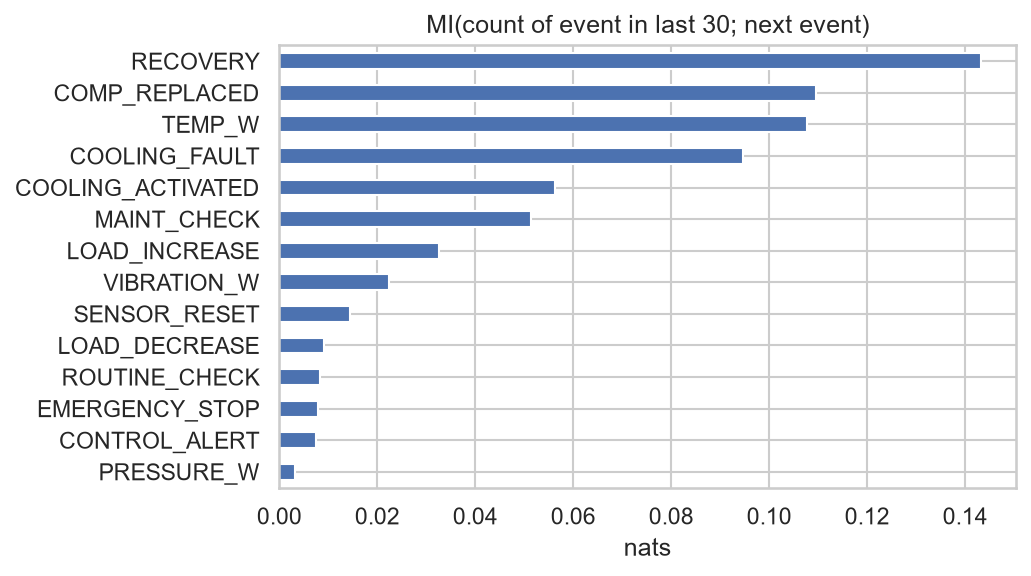 MI(count of event in last 30; next event)
RECOVERY
COMP_REPLACED
TEMP_W
COOLING_FAULT
COOLING_ACTIVATED
MAINT_CHECK
LOAD_INCREASE
VIBRATION_W
SENSOR_RESET
LOAD_DECREASE
ROUTINE_CHECK
EMERGENCY_STOP
CONTROL_ALERT
PRESSURE_W
0.00 0.02 0.04 0.06 0.08 0.10 0.12 0.14
nats